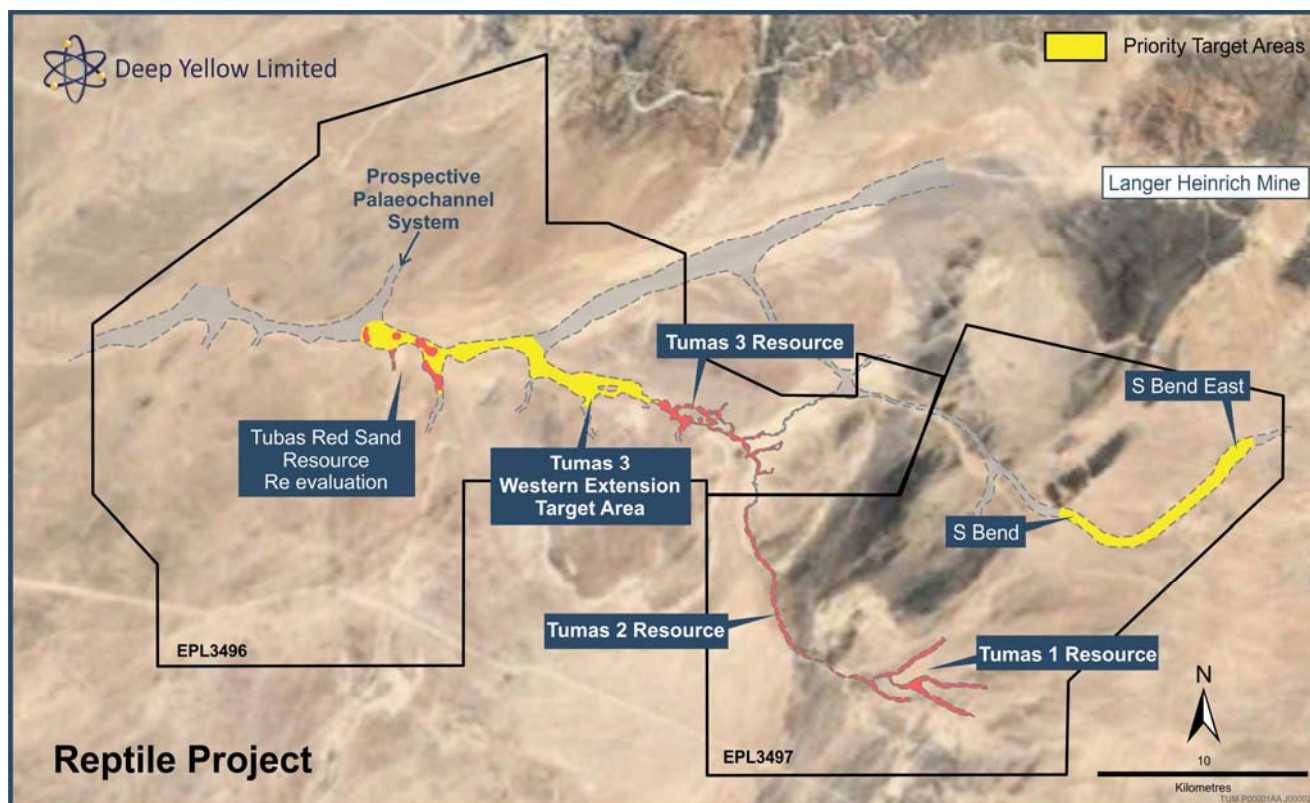 Deep Yellow Limited
Priority Target Areas
Prospective
Palaeochannel
System
Langer Heinrich Mine
Tumas 3 Resource
S Bend East
Tubas Red Sand
Resource
Re evaluation
Tumas 3
Western Extension
Target Area
S Bend
Tumas 2 Resource
Tumas 1 Resource
EPL3496
EPL3497
N
10
Kilometres
Reptile Project